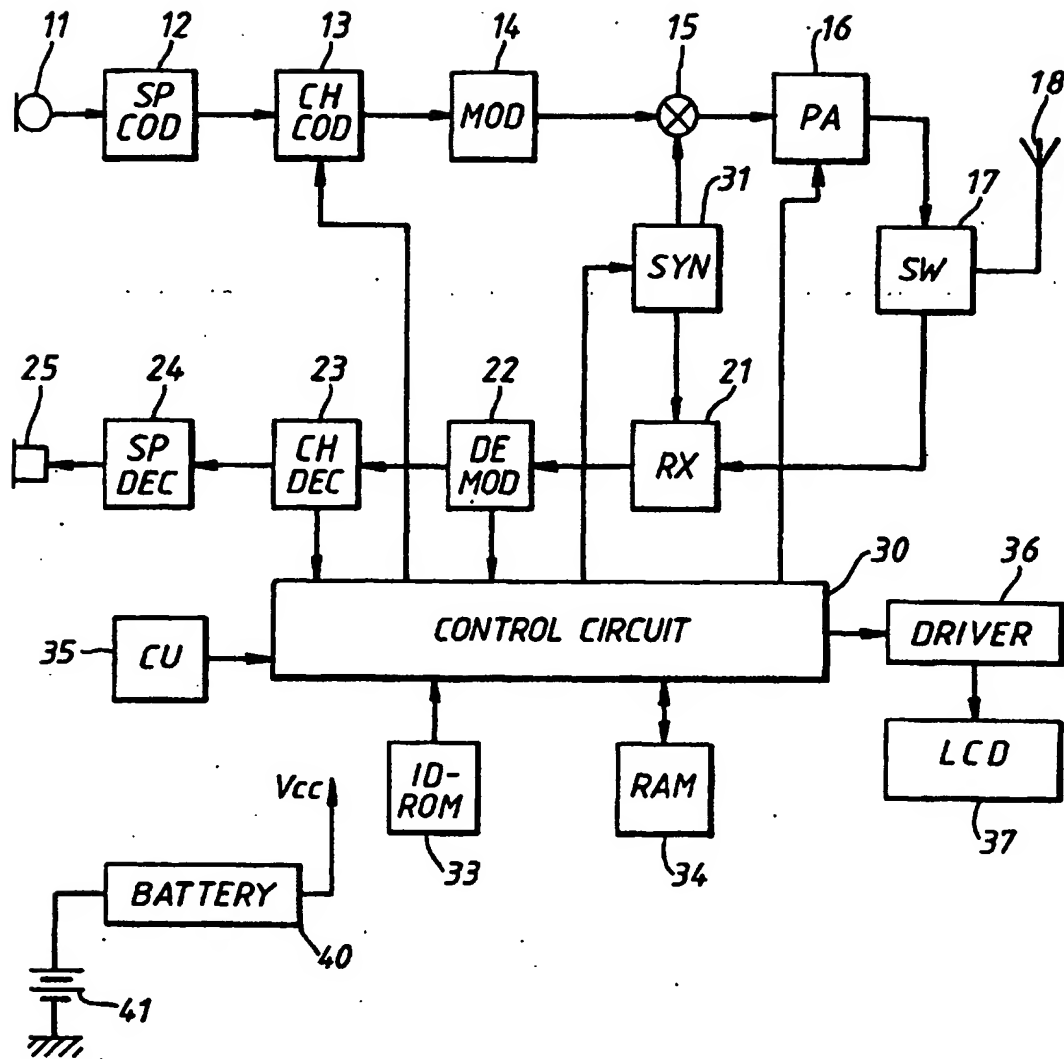 11
12
13
14
15
16
18
SP
COD
CH
COD
MOD
PA
31
17
SYN
SW
25
24
23
22
21
SP
DEC
CH
DEC
DE
MOD
RX
30
36
CONTROL CIRCUIT
DRIVER
35
CU
LCD
37
ID-
ROM
33
RAM
34
Vcc
BATTERY
40
41